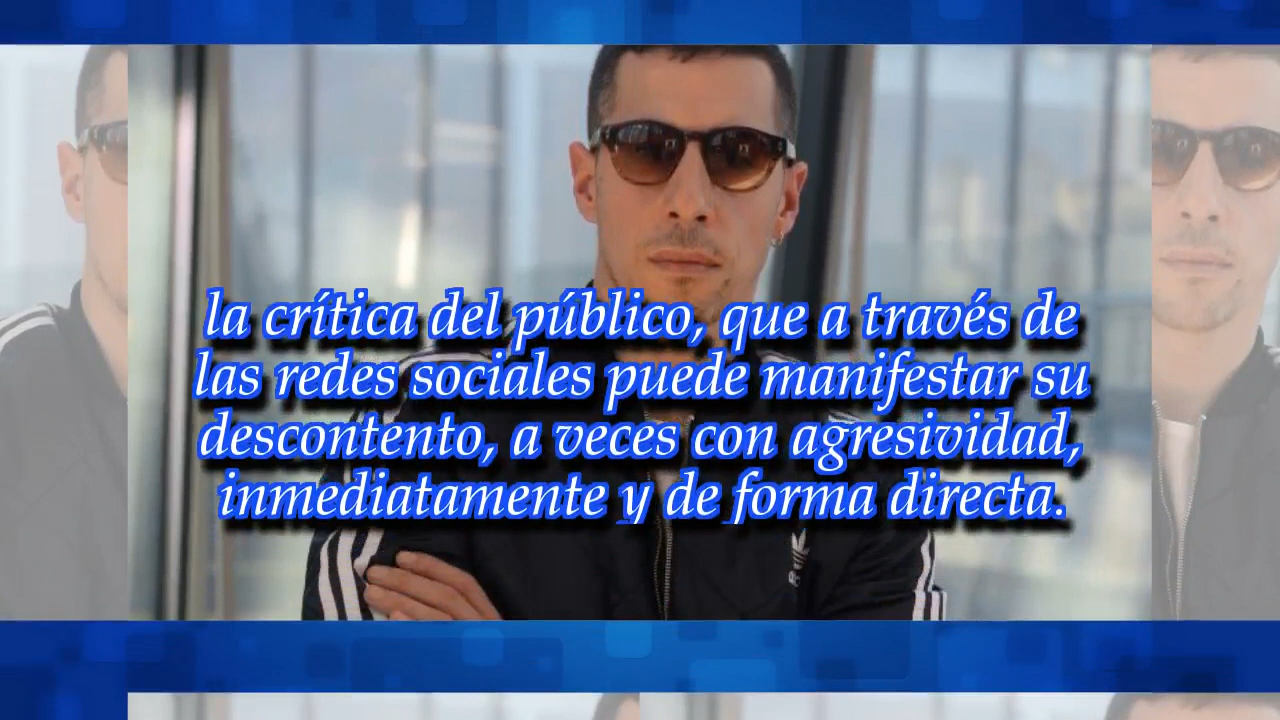 la crítica del público, que a través de
las redes sociales puede manifestar su
descontento, a veces con agresividad,
inmediatamente y de forma directa.